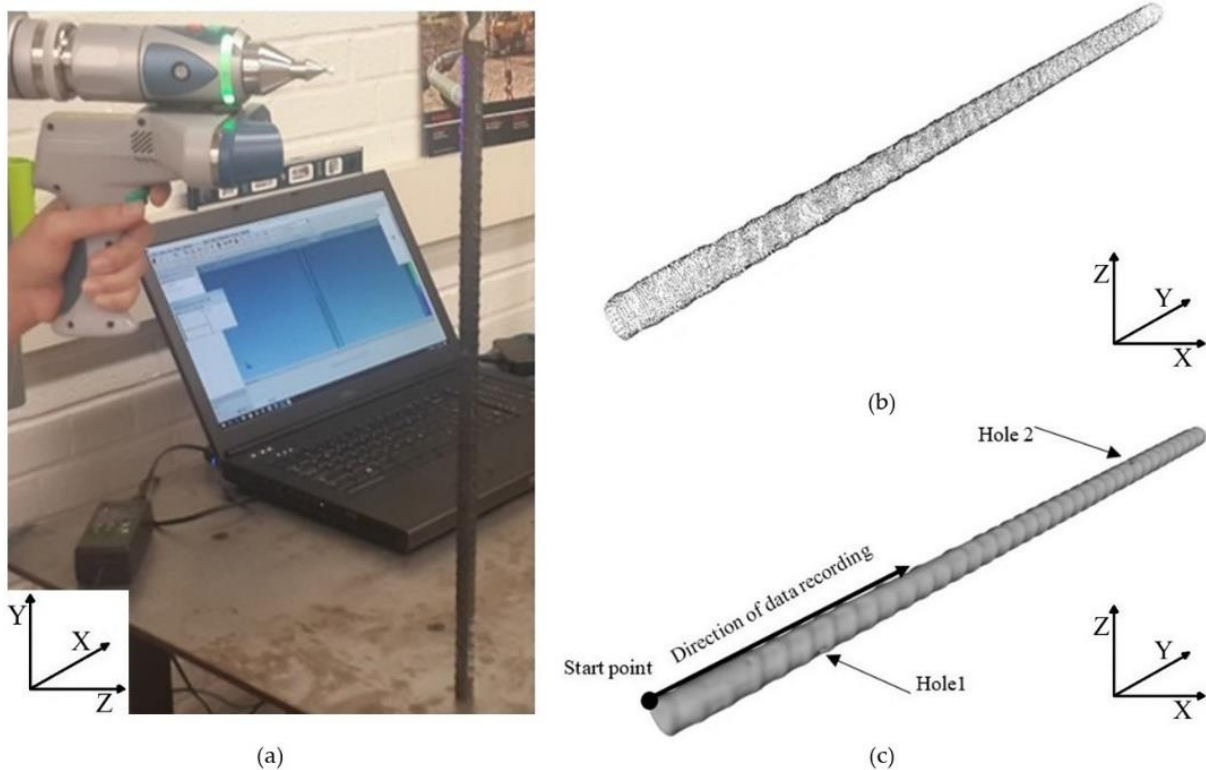 Y
X
Z
(a)
Z
Y
X
(b)
Hole 2
Direction of data recording
Start point
Hole1
Z
Y
X
(c)